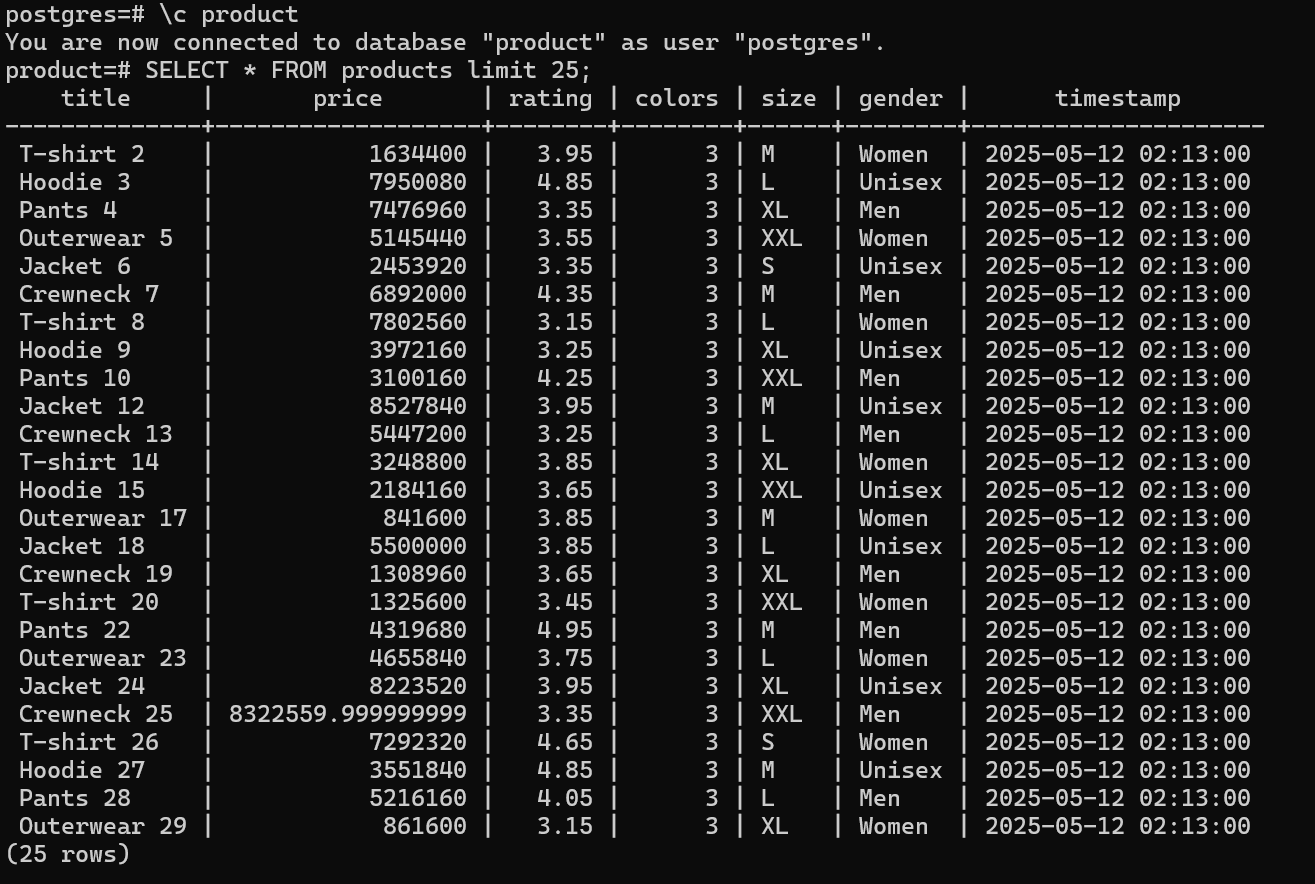 postgres=# \c product
You are now connected to database "product" as user "postgres".
product=# SELECT * FROM products limit 25;
    title     |       price       | rating | colors | size | gender |      timestamp
--------------+-------------------+--------+--------+------+--------+---------------------
 T-shirt 2    |           1634400 |   3.95 |      3 | M    | Women  | 2025-05-12 02:13:00
 Hoodie 3     |           7950080 |   4.85 |      3 | L    | Unisex | 2025-05-12 02:13:00
 Pants 4      |           7476960 |   3.35 |      3 | XL   | Men    | 2025-05-12 02:13:00
 Outerwear 5  |           5145440 |   3.55 |      3 | XXL  | Women  | 2025-05-12 02:13:00
 Jacket 6     |           2453920 |   3.35 |      3 | S    | Unisex | 2025-05-12 02:13:00
 Crewneck 7   |           6892000 |   4.35 |      3 | M    | Men    | 2025-05-12 02:13:00
 T-shirt 8    |           7802560 |   3.15 |      3 | L    | Women  | 2025-05-12 02:13:00
 Hoodie 9     |           3972160 |   3.25 |      3 | XL   | Unisex | 2025-05-12 02:13:00
 Pants 10     |           3100160 |   4.25 |      3 | XXL  | Men    | 2025-05-12 02:13:00
 Jacket 12    |           8527840 |   3.95 |      3 | M    | Unisex | 2025-05-12 02:13:00
 Crewneck 13  |           5447200 |   3.25 |      3 | L    | Men    | 2025-05-12 02:13:00
 T-shirt 14   |           3248800 |   3.85 |      3 | XL   | Women  | 2025-05-12 02:13:00
 Hoodie 15    |           2184160 |   3.65 |      3 | XXL  | Unisex | 2025-05-12 02:13:00
 Outerwear 17 |            841600 |   3.85 |      3 | M    | Women  | 2025-05-12 02:13:00
 Jacket 18    |           5500000 |   3.85 |      3 | L    | Unisex | 2025-05-12 02:13:00
 Crewneck 19  |           1308960 |   3.65 |      3 | XL   | Men    | 2025-05-12 02:13:00
 T-shirt 20   |           1325600 |   3.45 |      3 | XXL  | Women  | 2025-05-12 02:13:00
 Pants 22     |           4319680 |   4.95 |      3 | M    | Men    | 2025-05-12 02:13:00
 Outerwear 23 |           4655840 |   3.75 |      3 | L    | Women  | 2025-05-12 02:13:00
 Jacket 24    |           8223520 |   3.95 |      3 | XL   | Unisex | 2025-05-12 02:13:00
 Crewneck 25  | 8322559.999999999 |   3.35 |      3 | XXL  | Men    | 2025-05-12 02:13:00
 T-shirt 26   |           7292320 |   4.65 |      3 | S    | Women  | 2025-05-12 02:13:00
 Hoodie 27    |           3551840 |   4.85 |      3 | M    | Unisex | 2025-05-12 02:13:00
 Pants 28     |           5216160 |   4.05 |      3 | L    | Men    | 2025-05-12 02:13:00
 Outerwear 29 |            861600 |   3.15 |      3 | XL   | Women  | 2025-05-12 02:13:00
(25 rows)